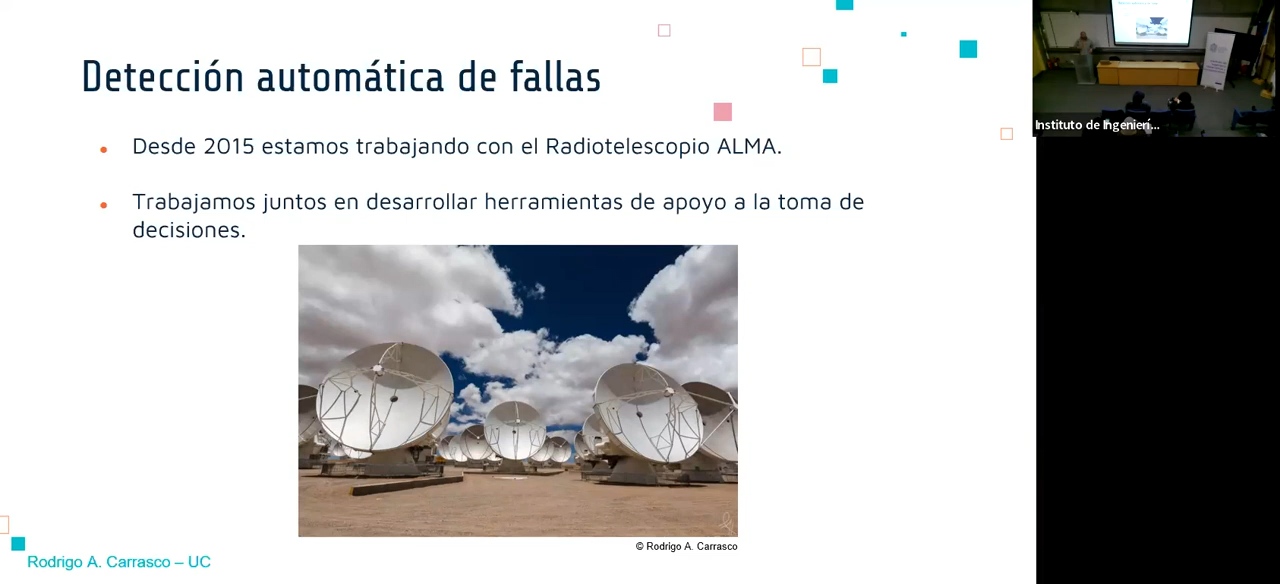 Detección automática de fallas
Desde 2015 estamos trabajando con el Radiotelescopio ALMA.
Trabajamos juntos en desarrollar herramientas de apoyo a la toma de
decisiones.
© Rodrigo A. Carrasco
Rodrigo A. Carrasco – UC
Instituto de Ingenierí...